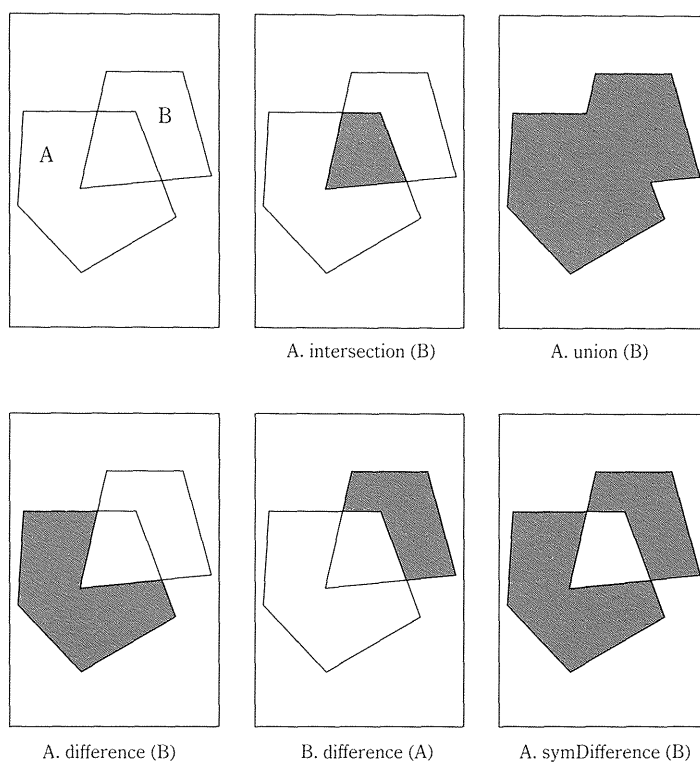 A
B
A. intersection (B)
A. union (B)
A. difference (B)
B. difference (A)
A. symDifference (B)